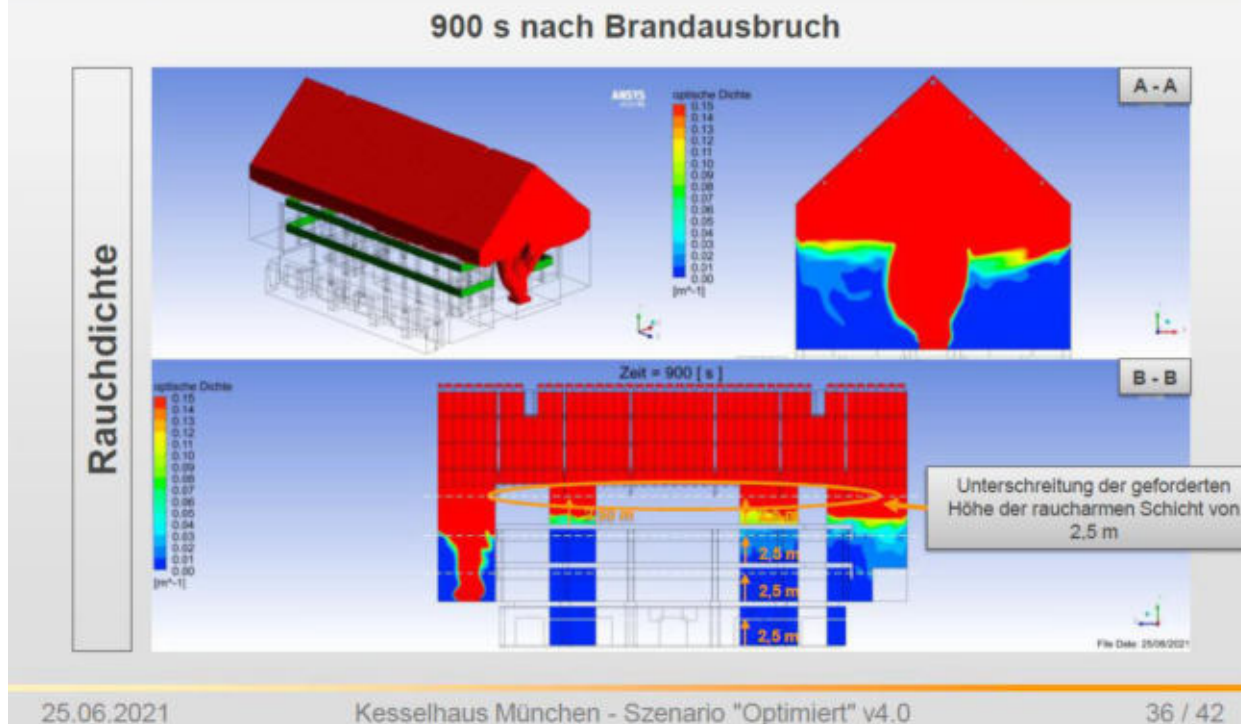 900 s nach Brandausbruch
Rauchdichte
ANSYS
optische Dichte
0.15
0.14
0.13
0.12
0.11
0.10
0.09
0.08
0.07
0.06
0.05
0.04
0.03
0.02
0.01
0.00
[m^-1]
A - A
Zeit = 900 [ s ]
B - B
optische Dichte
0.15
0.14
0.13
0.12
0.11
0.10
0.09
0.08
0.07
0.06
0.05
0.04
0.03
0.02
0.01
0.00
[m^-1]
2,5 m
2,5 m
2,5 m
Unterschreitung der geforderten
Höhe der raucharmen Schicht von
2,5 m
File Date: 25/06/2021
25.06.2021 Kesselhaus München - Szenario "Optimiert" v4.0 36 / 42